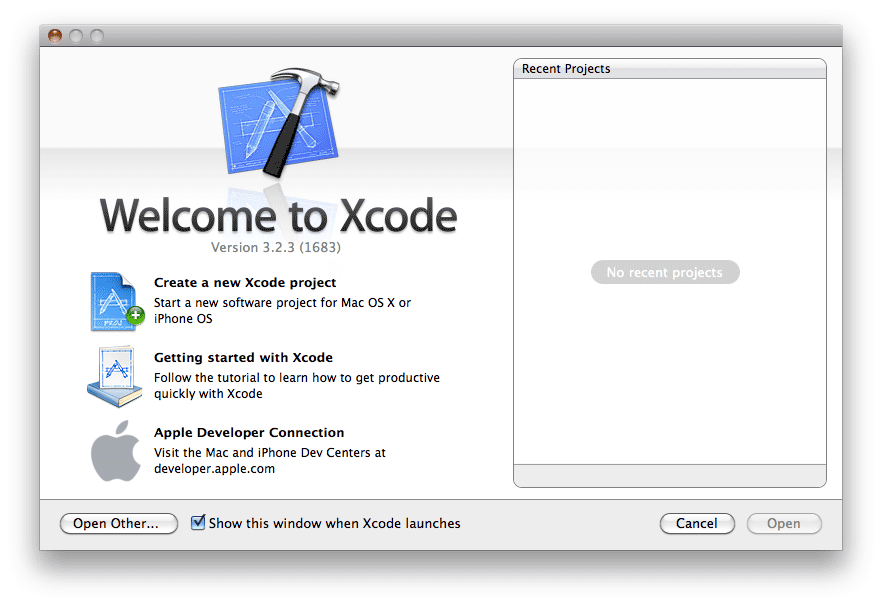 Recent Projects
Welcome to Xcode
Version 3.2.3 (1683)
No recent projects
Create a new Xcode project
Start a new software project for Mac OS X or
iPhone OS
PROJ
Getting started with Xcode
Follow the tutorial to learn how to get productive
quickly with Xcode
Apple Developer Connection
Visit the Mac and iPhone Dev Centers at
developer.apple.com
Open Other...
Show this window when Xcode launches
Cancel
Open